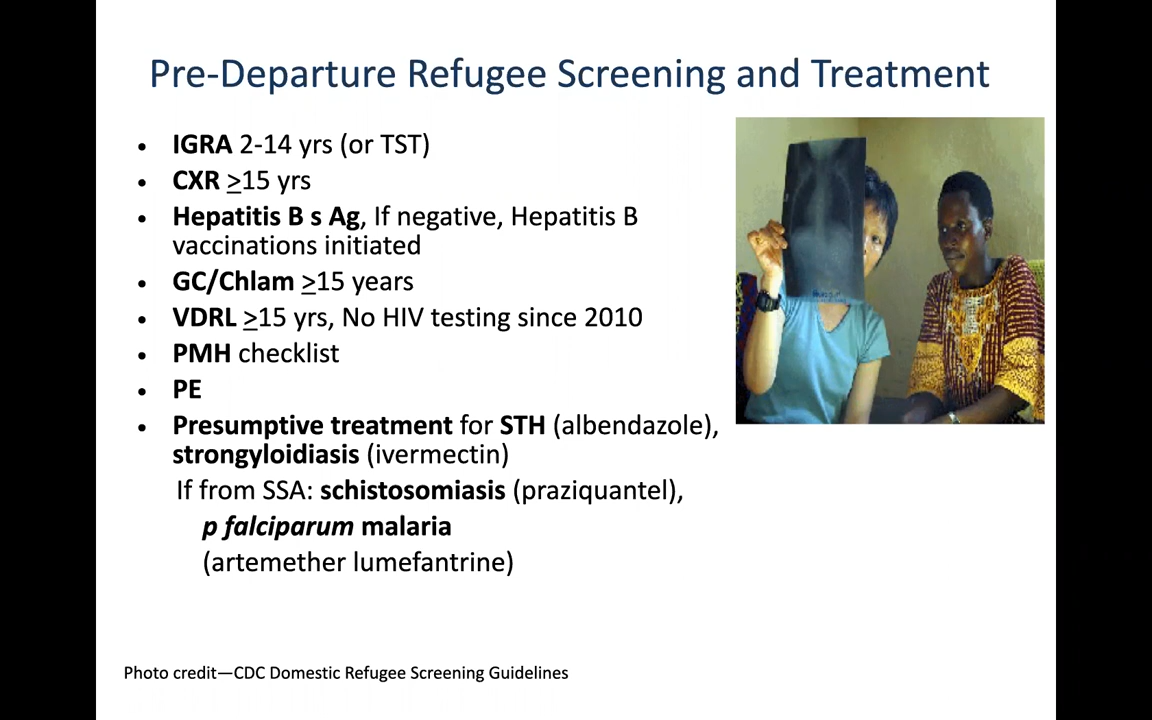 Pre-Departure Refugee Screening and Treatment
• IGRA 2-14 yrs (or TST)
• CXR >15 yrs
• Hepatitis B s Ag, If negative, Hepatitis B
vaccinations initiated
• GC/Chlam >15 years
• VDRL >15 yrs, No HIV testing since 2010
• PMH checklist
• PE
• Presumptive treatment for STH (albendazole),
strongyloidiasis (ivermectin)
If from SSA: schistosomiasis (praziquantel),
p falciparum malaria
(artemether lumefantrine)
Photo credit—CDC Domestic Refugee Screening Guidelines